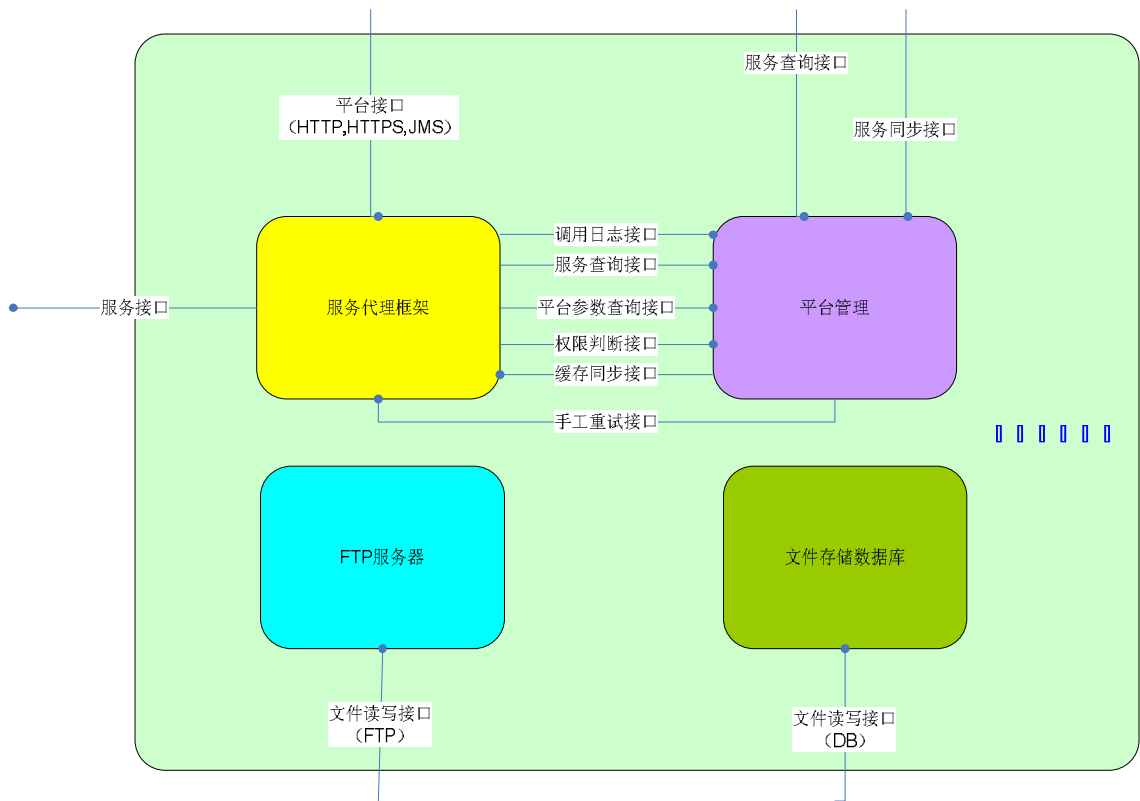 服务查询接口
平台接口
（HTTP,HTTPS,JMS）
服务同步接口
调用日志接口
服务查询接口
服务接口
服务代理框架
平台参数查询接口
平台管理
权限判断接口
缓存同步接口
手工重试接口
FTP服务器
文件存储数据库
文件读写接口
（FTP）
文件读写接口
（DB）